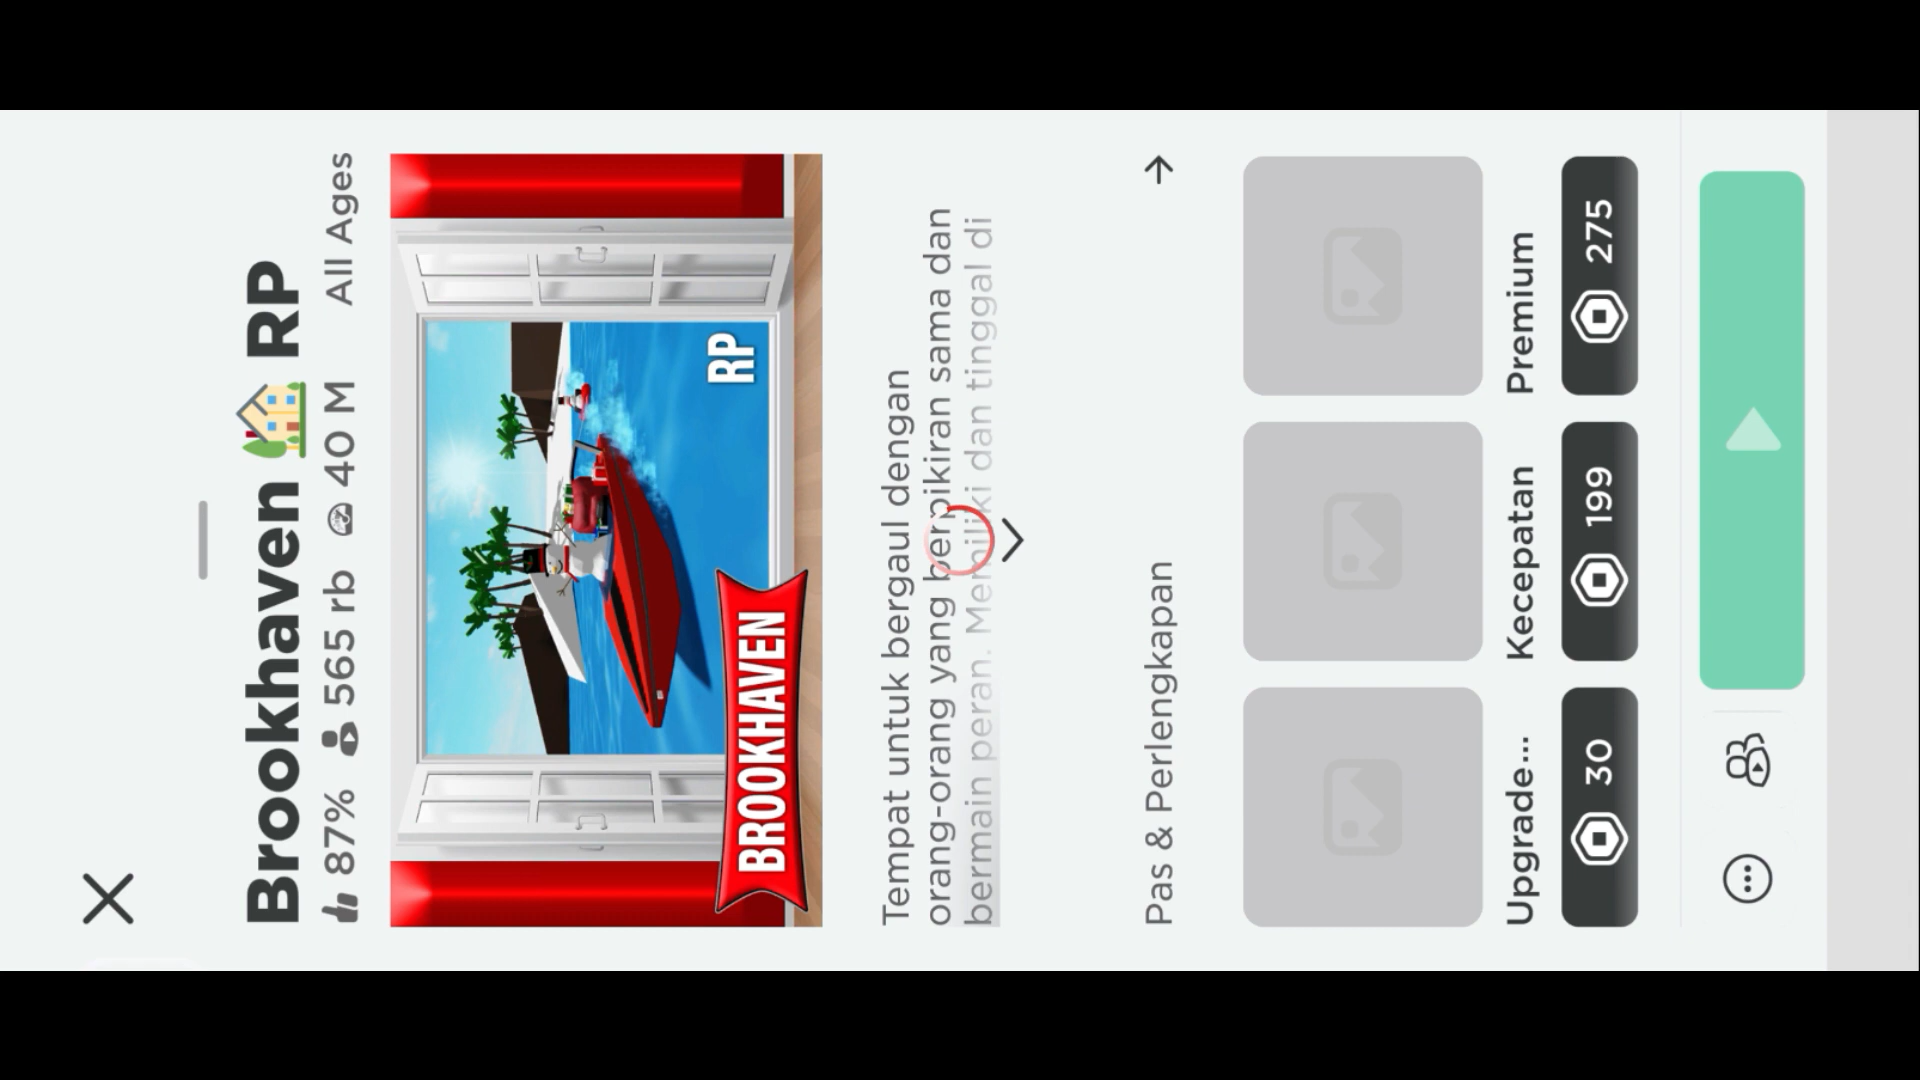 Brookhaven 🏡 RP
87% 565 rb 40 M All Ages
RP
BROOKHAVEN
Tempat untuk bergaul dengan
orang-orang yang berpikiran sama dan
bermain peran. Memiliki dan tinggal di
Pas & Perlengkapan
Upgrade... Kecepatan Premium
30 199 275